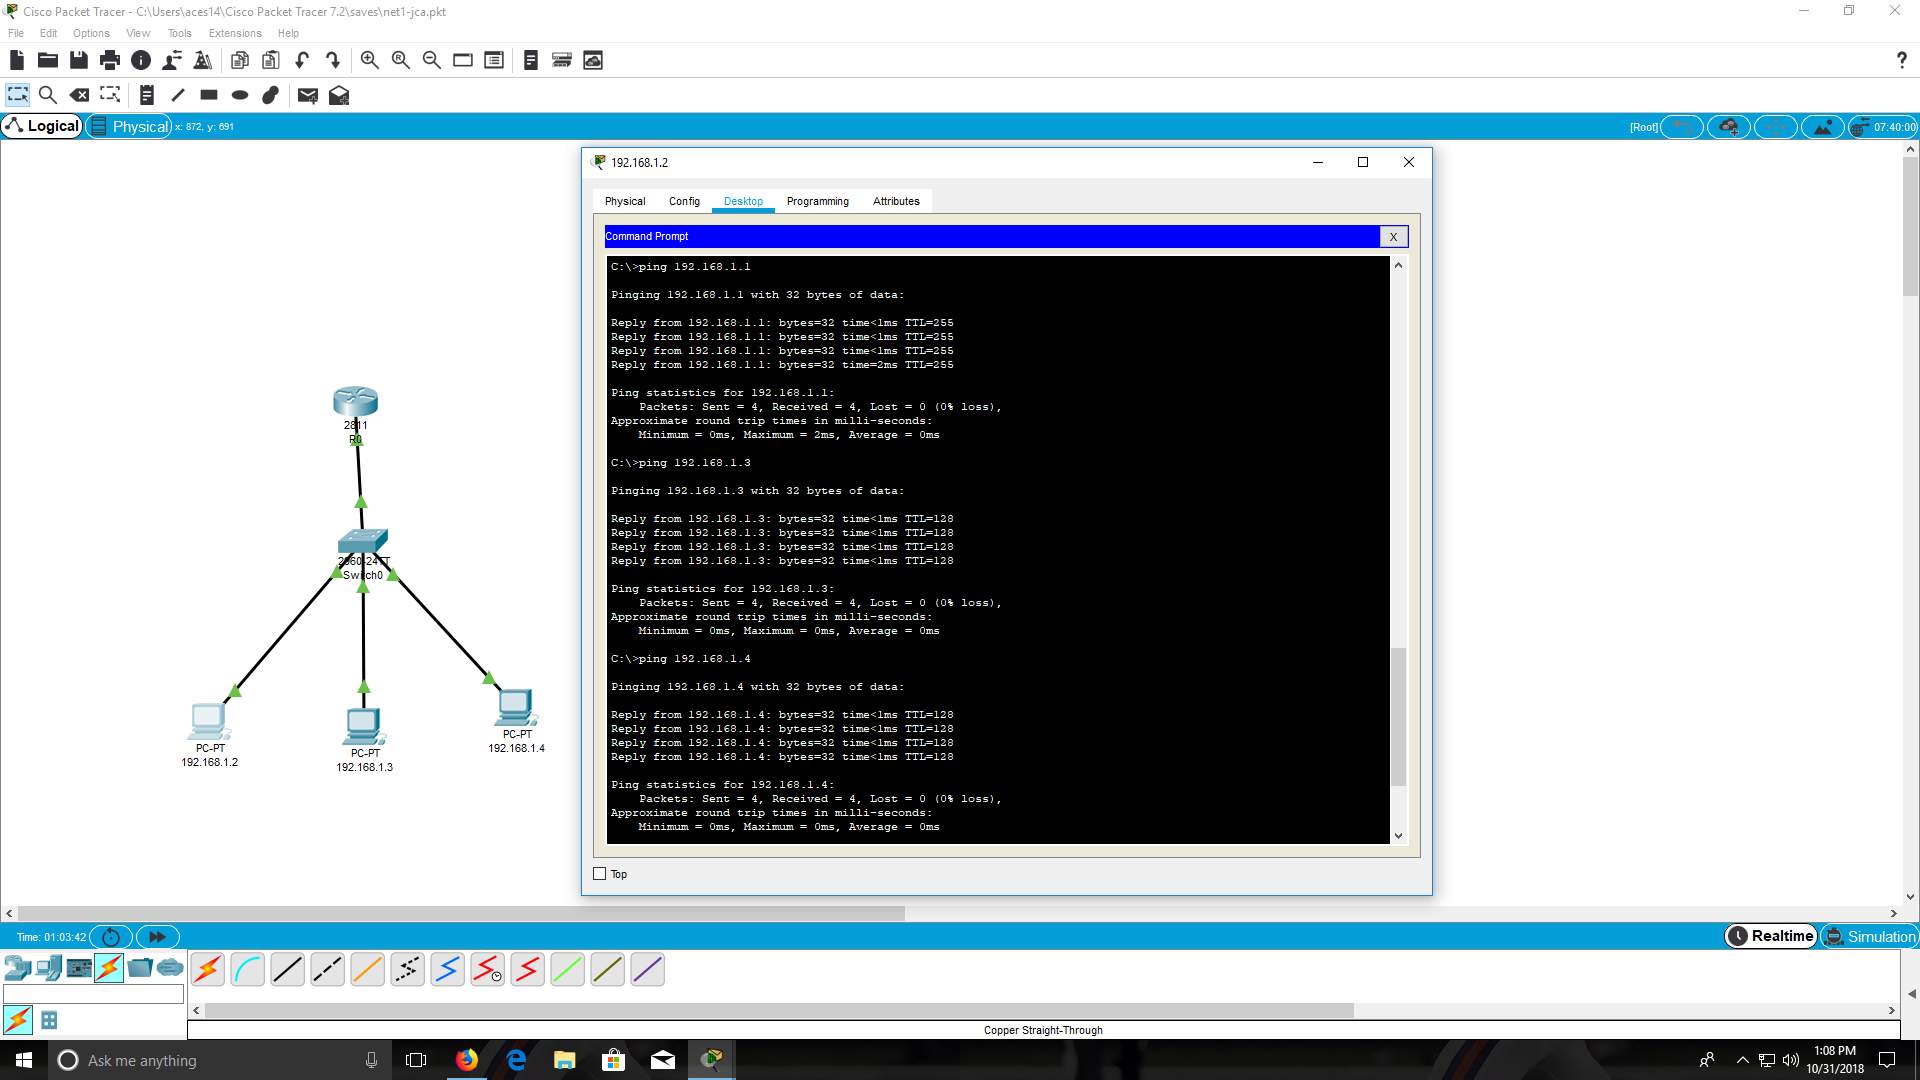 Cisco Packet Tracer - C:\Users\aces14\Cisco Packet Tracer 7.2\saves\net1-jca.pkt
File Edit Options View Tools Extensions Help
?
Logical Physical x: 872, y: 691 [Root] 07:40:00
192.168.1.2
Physical Config Desktop Programming Attributes
Command Prompt X
C:\>ping 192.168.1.1
Pinging 192.168.1.1 with 32 bytes of data:
Reply from 192.168.1.1: bytes=32 time<1ms TTL=255
Reply from 192.168.1.1: bytes=32 time<1ms TTL=255
Reply from 192.168.1.1: bytes=32 time<1ms TTL=255
Reply from 192.168.1.1: bytes=32 time=2ms TTL=255
Ping statistics for 192.168.1.1:
Packets: Sent = 4, Received = 4, Lost = 0 (0% loss),
Approximate round trip times in milli-seconds:
Minimum = 0ms, Maximum = 2ms, Average = 0ms
C:\>ping 192.168.1.3
Pinging 192.168.1.3 with 32 bytes of data:
Reply from 192.168.1.3: bytes=32 time<1ms TTL=128
Reply from 192.168.1.3: bytes=32 time<1ms TTL=128
Reply from 192.168.1.3: bytes=32 time<1ms TTL=128
Reply from 192.168.1.3: bytes=32 time<1ms TTL=128
Ping statistics for 192.168.1.3:
Packets: Sent = 4, Received = 4, Lost = 0 (0% loss),
Approximate round trip times in milli-seconds:
Minimum = 0ms, Maximum = 0ms, Average = 0ms
C:\>ping 192.168.1.4
Pinging 192.168.1.4 with 32 bytes of data:
Reply from 192.168.1.4: bytes=32 time<1ms TTL=128
Reply from 192.168.1.4: bytes=32 time<1ms TTL=128
Reply from 192.168.1.4: bytes=32 time<1ms TTL=128
Reply from 192.168.1.4: bytes=32 time<1ms TTL=128
Ping statistics for 192.168.1.4:
Packets: Sent = 4, Received = 4, Lost = 0 (0% loss),
Approximate round trip times in milli-seconds:
Minimum = 0ms, Maximum = 0ms, Average = 0ms
Top
2811
R0
2960-24TT
Switch0
PC-PT
192.168.1.2
PC-PT
192.168.1.3
PC-PT
192.168.1.4
Time: 01:03:42 Realtime Simulation
Copper Straight-Through
Ask me anything
1:08 PM
10/31/2018